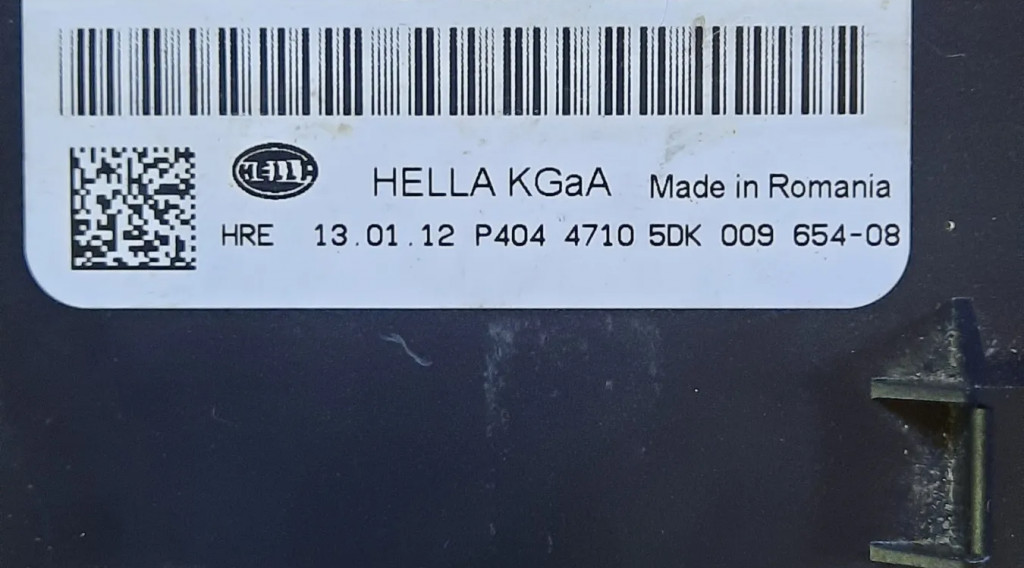 HELLA
HELLA KGaA Made in Romania
HRE 13.01.12 P404 4710 5DK 009 654-08